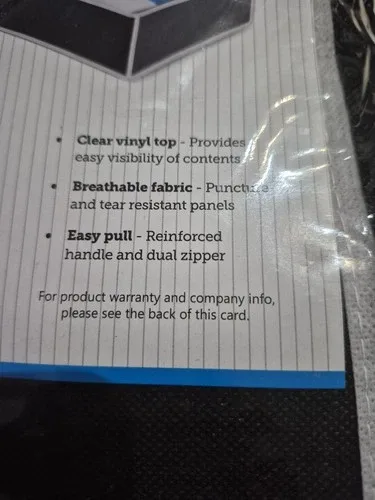 • Clear vinyl top - Provides
easy visibility of contents
• Breathable fabric - Puncture
and tear resistant panels
• Easy pull - Reinforced
handle and dual zipper
For product warranty and company info,
please see the back of this card.